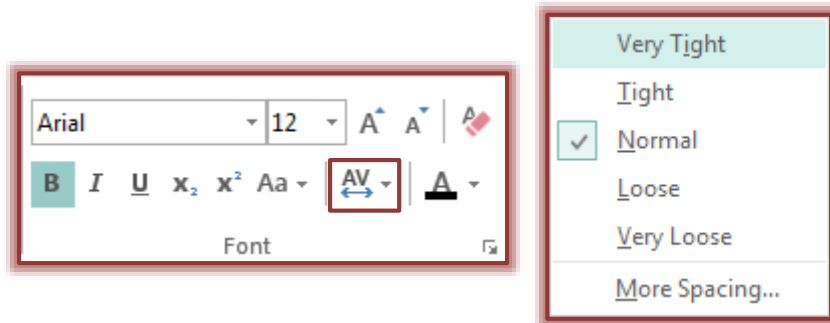 Arial 12 A A A
B I U x₂ x² Aa AV A
Font
Very Tight
Tight
Normal
Loose
Very Loose
More Spacing...